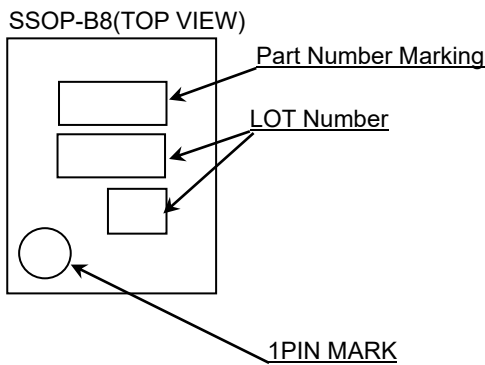 SSOP-B8(TOP VIEW)
Part Number Marking
LOT Number
1PIN MARK